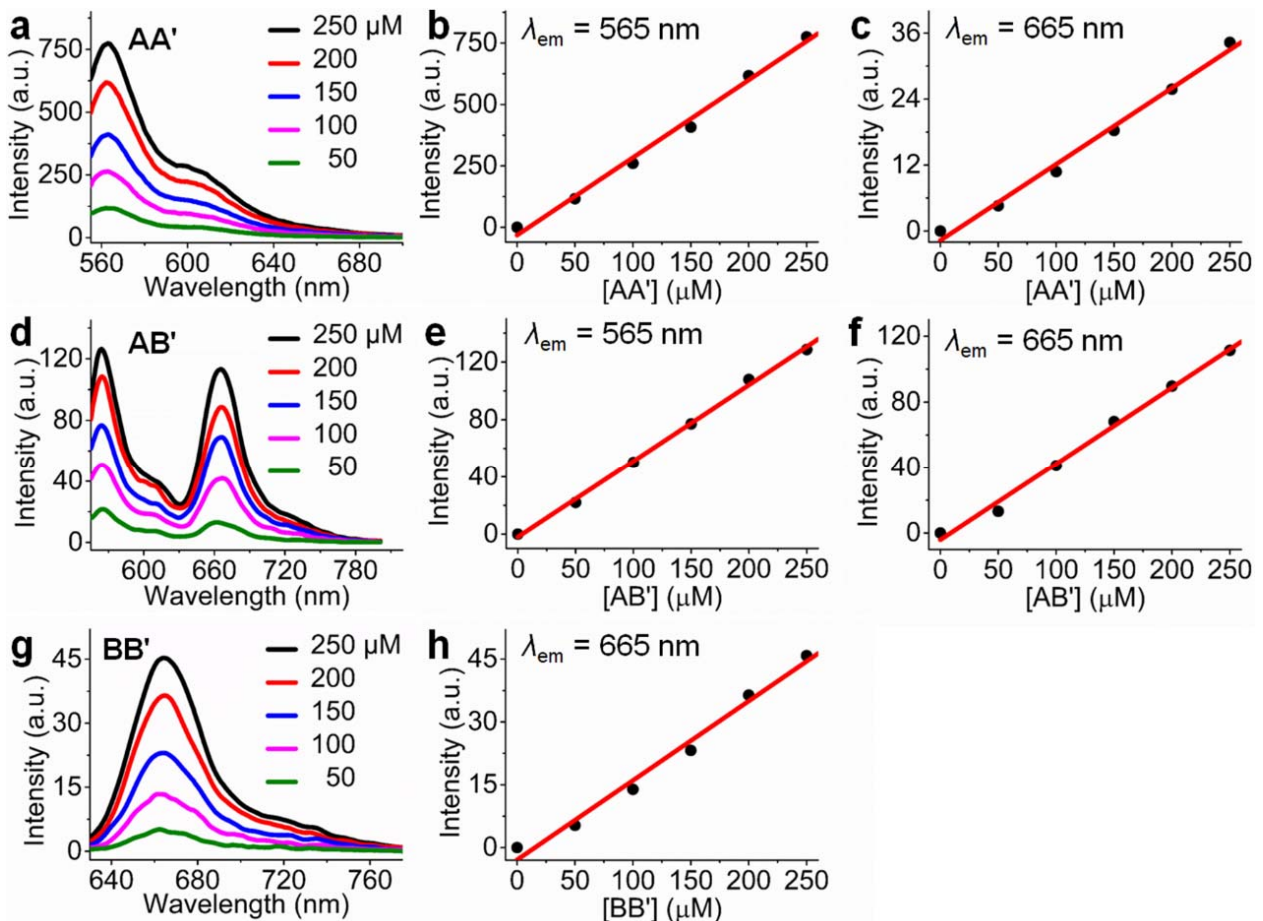 a AA'
250 µM
200
150
100
50
750
500
250
0
560 600 640 680
Wavelength (nm)
Intensity (a.u.)
b λem = 565 nm
750
500
250
0
0 50 100 150 200 250
[AA'] (µM)
Intensity (a.u.)
c λem = 665 nm
36
24
12
0
0 50 100 150 200 250
[AA'] (µM)
Intensity (a.u.)
d AB'
250 µM
200
150
100
50
120
80
40
0
600 660 720 780
Wavelength (nm)
Intensity (a.u.)
e λem = 565 nm
120
80
40
0
0 50 100 150 200 250
[AB'] (µM)
Intensity (a.u.)
f λem = 665 nm
120
80
40
0
0 50 100 150 200 250
[AB'] (µM)
Intensity (a.u.)
g BB'
250 µM
200
150
100
50
45
30
15
0
640 680 720 760
Wavelength (nm)
Intensity (a.u.)
h λem = 665 nm
45
30
15
0
0 50 100 150 200 250
[BB'] (µM)
Intensity (a.u.)